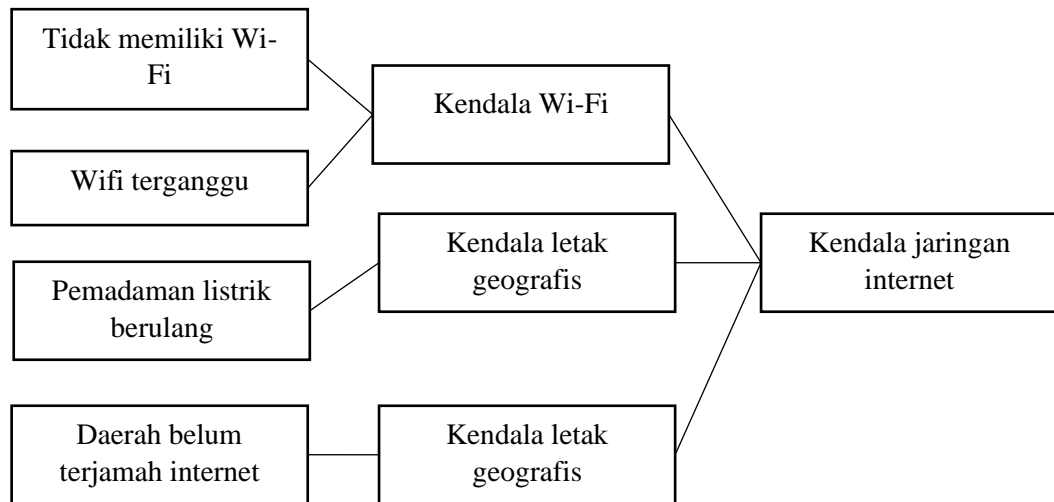 Tidak memiliki Wi-
Fi
Wifi terganggu
Pemadaman listrik
berulang
Daerah belum
terjamah internet
Kendala Wi-Fi
Kendala letak
geografis
Kendala letak
geografis
Kendala jaringan
internet